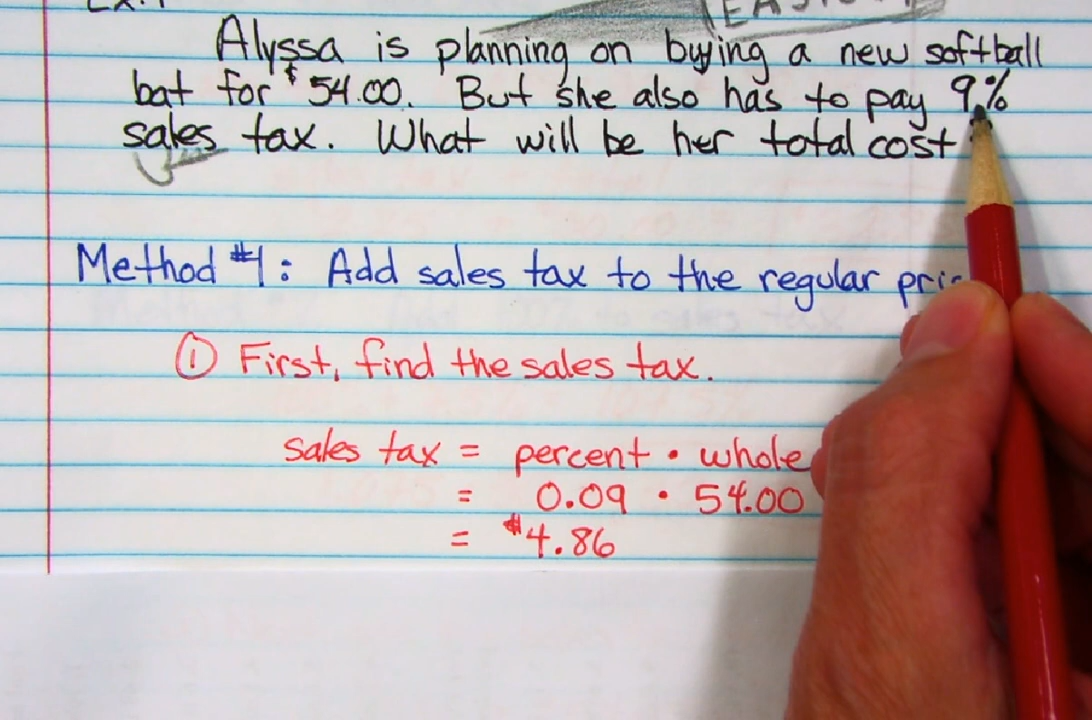 Alyssa is planning on buying a new softball
bat for $54.00. But she also has to pay 9%
sales tax. What will be her total cost
Method #1: Add sales tax to the regular
① First, find the sales tax.
sales tax = percent • whole
= 0.09 • 54.00
= $4.86